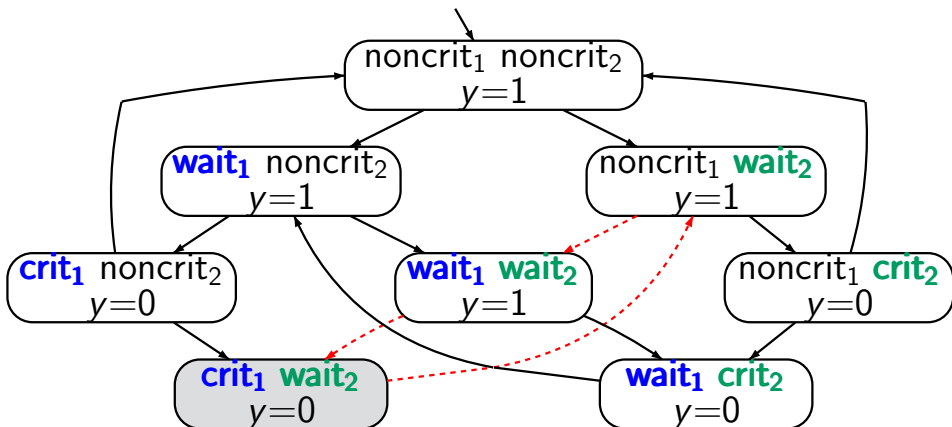 noncrit₁ noncrit₂
y=1
wait₁ noncrit₂
y=1
noncrit₁ wait₂
y=1
crit₁ noncrit₂
y=0
wait₁ wait₂
y=1
noncrit₁ crit₂
y=0
crit₁ wait₂
y=0
wait₁ crit₂
y=0